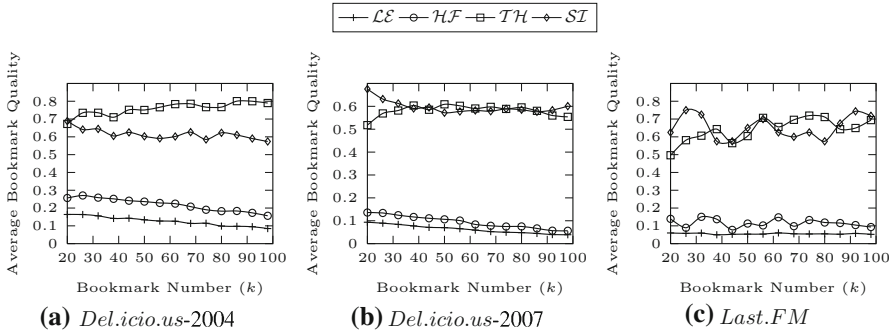 LE HF TH SI
Average Bookmark Quality
0.8
0.7
0.6
0.5
0.4
0.3
0.2
0.1
0
20 30 40 50 60 70 80 90 100
Bookmark Number (k)
(a) Del.icio.us-2004
Average Bookmark Quality
0.6
0.5
0.4
0.3
0.2
0.1
0
20 30 40 50 60 70 80 90 100
Bookmark Number (k)
(b) Del.icio.us-2007
Average Bookmark Quality
0.8
0.7
0.6
0.5
0.4
0.3
0.2
0.1
0
20 30 40 50 60 70 80 90 100
Bookmark Number (k)
(c) Last.FM